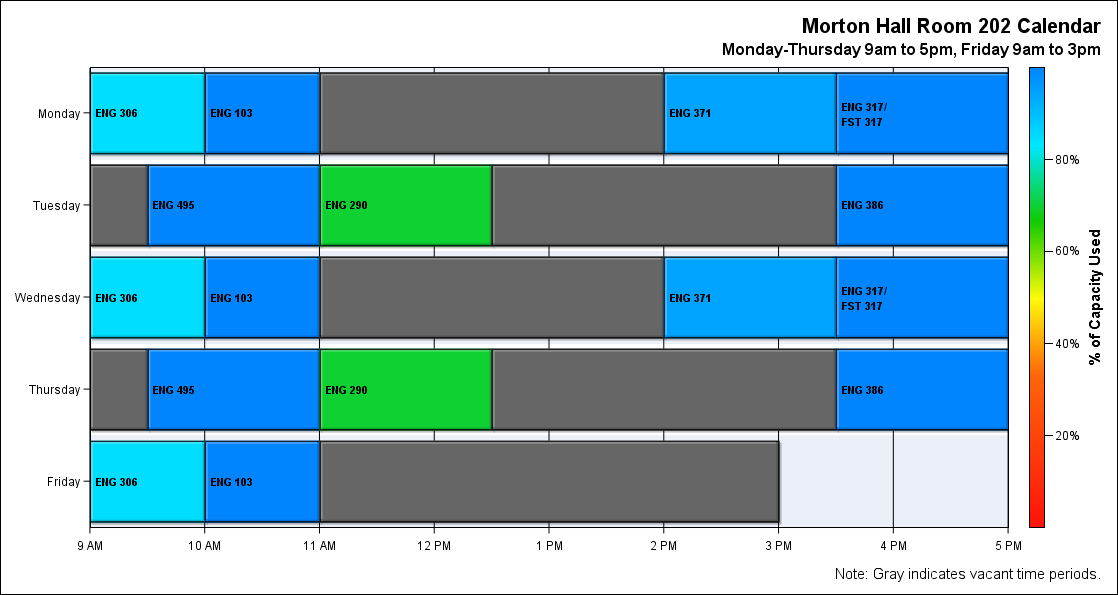 Morton Hall Room 202 Calendar
Monday-Thursday 9am to 5pm, Friday 9am to 3pm
Monday
ENG 306
ENG 103
ENG 371
ENG 317/
FST 317
Tuesday
ENG 495
ENG 290
ENG 386
Wednesday
ENG 306
ENG 103
ENG 371
ENG 317/
FST 317
Thursday
ENG 495
ENG 290
ENG 386
Friday
ENG 306
ENG 103
9 AM
10 AM
11 AM
12 PM
1 PM
2 PM
3 PM
4 PM
5 PM
80%
60%
40%
20%
% of Capacity Used
Note: Gray indicates vacant time periods.